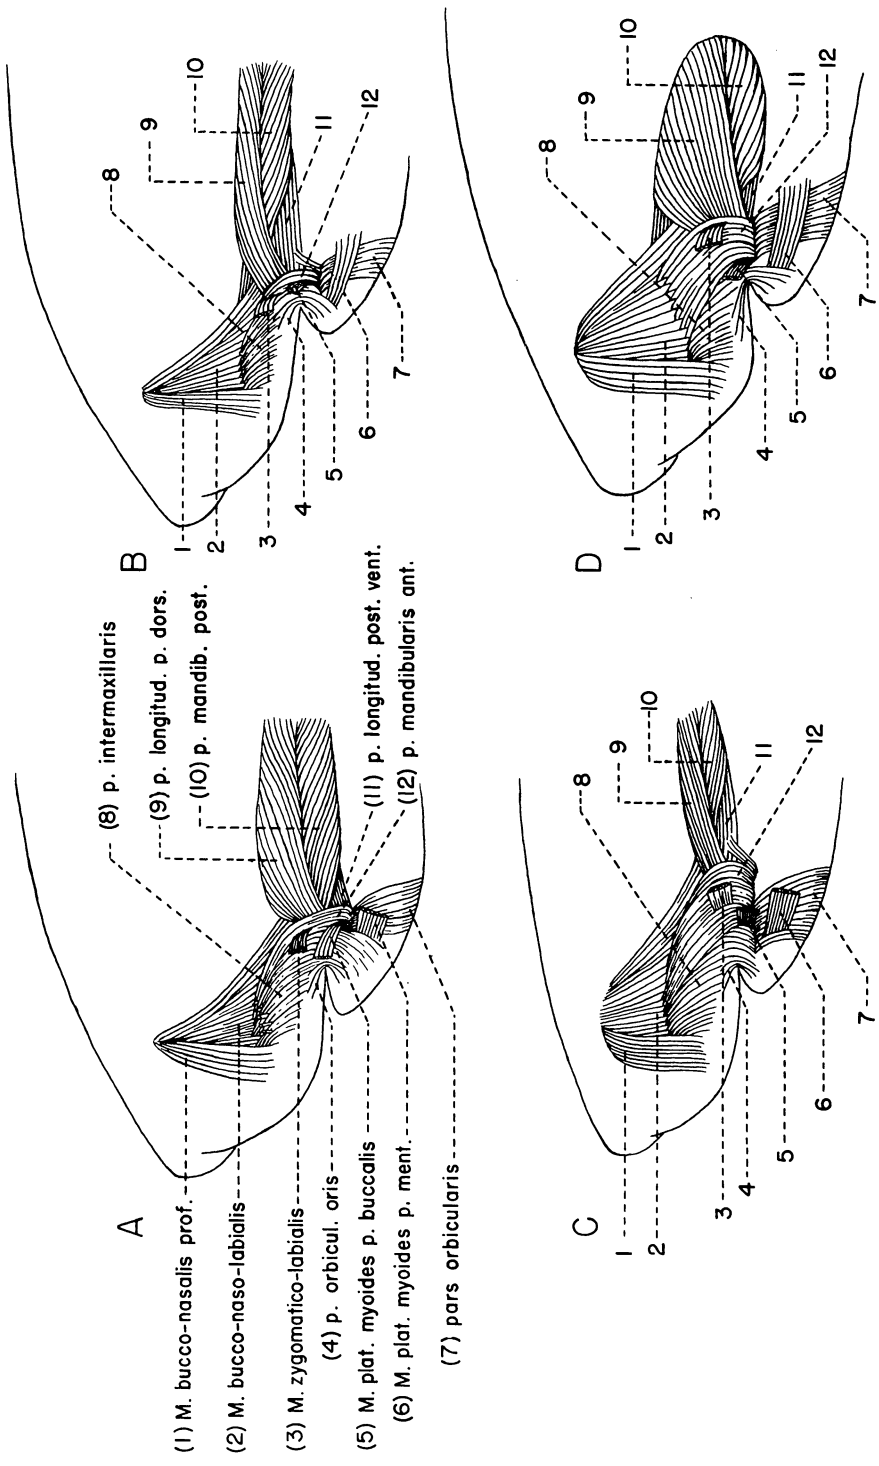 A
(1) M. bucco-nasalis prof.
(2) M. bucco-naso-labialis
(3) M. zygomatico-labialis
(4) p. orbicul. oris
(5) M. plat. myoides p. buccalis
(6) M. plat. myoides p. ment.
(7) pars orbicularis
(8) p. intermaxillaris
(9) p. longitud. p. dors.
(10) p. mandib. post.
(11) p. longitud. post. vent.
(12) p. mandibularis ant.
B
1
2
3
4
5
6
7
8
9
10
11
12
C
1
2
3
4
5
6
7
8
9
10
11
12
D
1
2
3
4
5
6
7
8
9
10
11
12